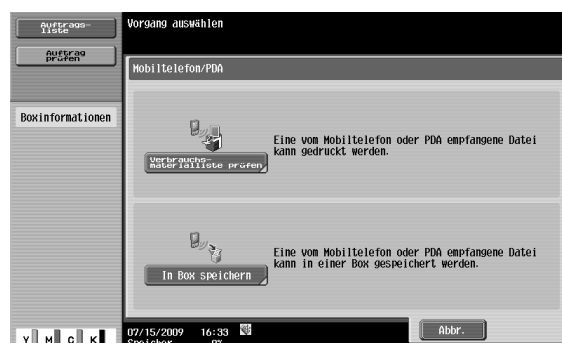 Auftrags-
liste
Auftrag
prüfen
Boxinformationen
Vorgang auswählen
Mobiltelefon/PDA
Verbrauchs-
materialliste prüfen
Eine vom Mobiltelefon oder PDA empfangene Datei
kann gedruckt werden.
In Box speichern
Eine vom Mobiltelefon oder PDA empfangene Datei
kann in einer Box gespeichert werden.
Y M C K
07/15/2009 16:33
Speicher 0%
Abbr.